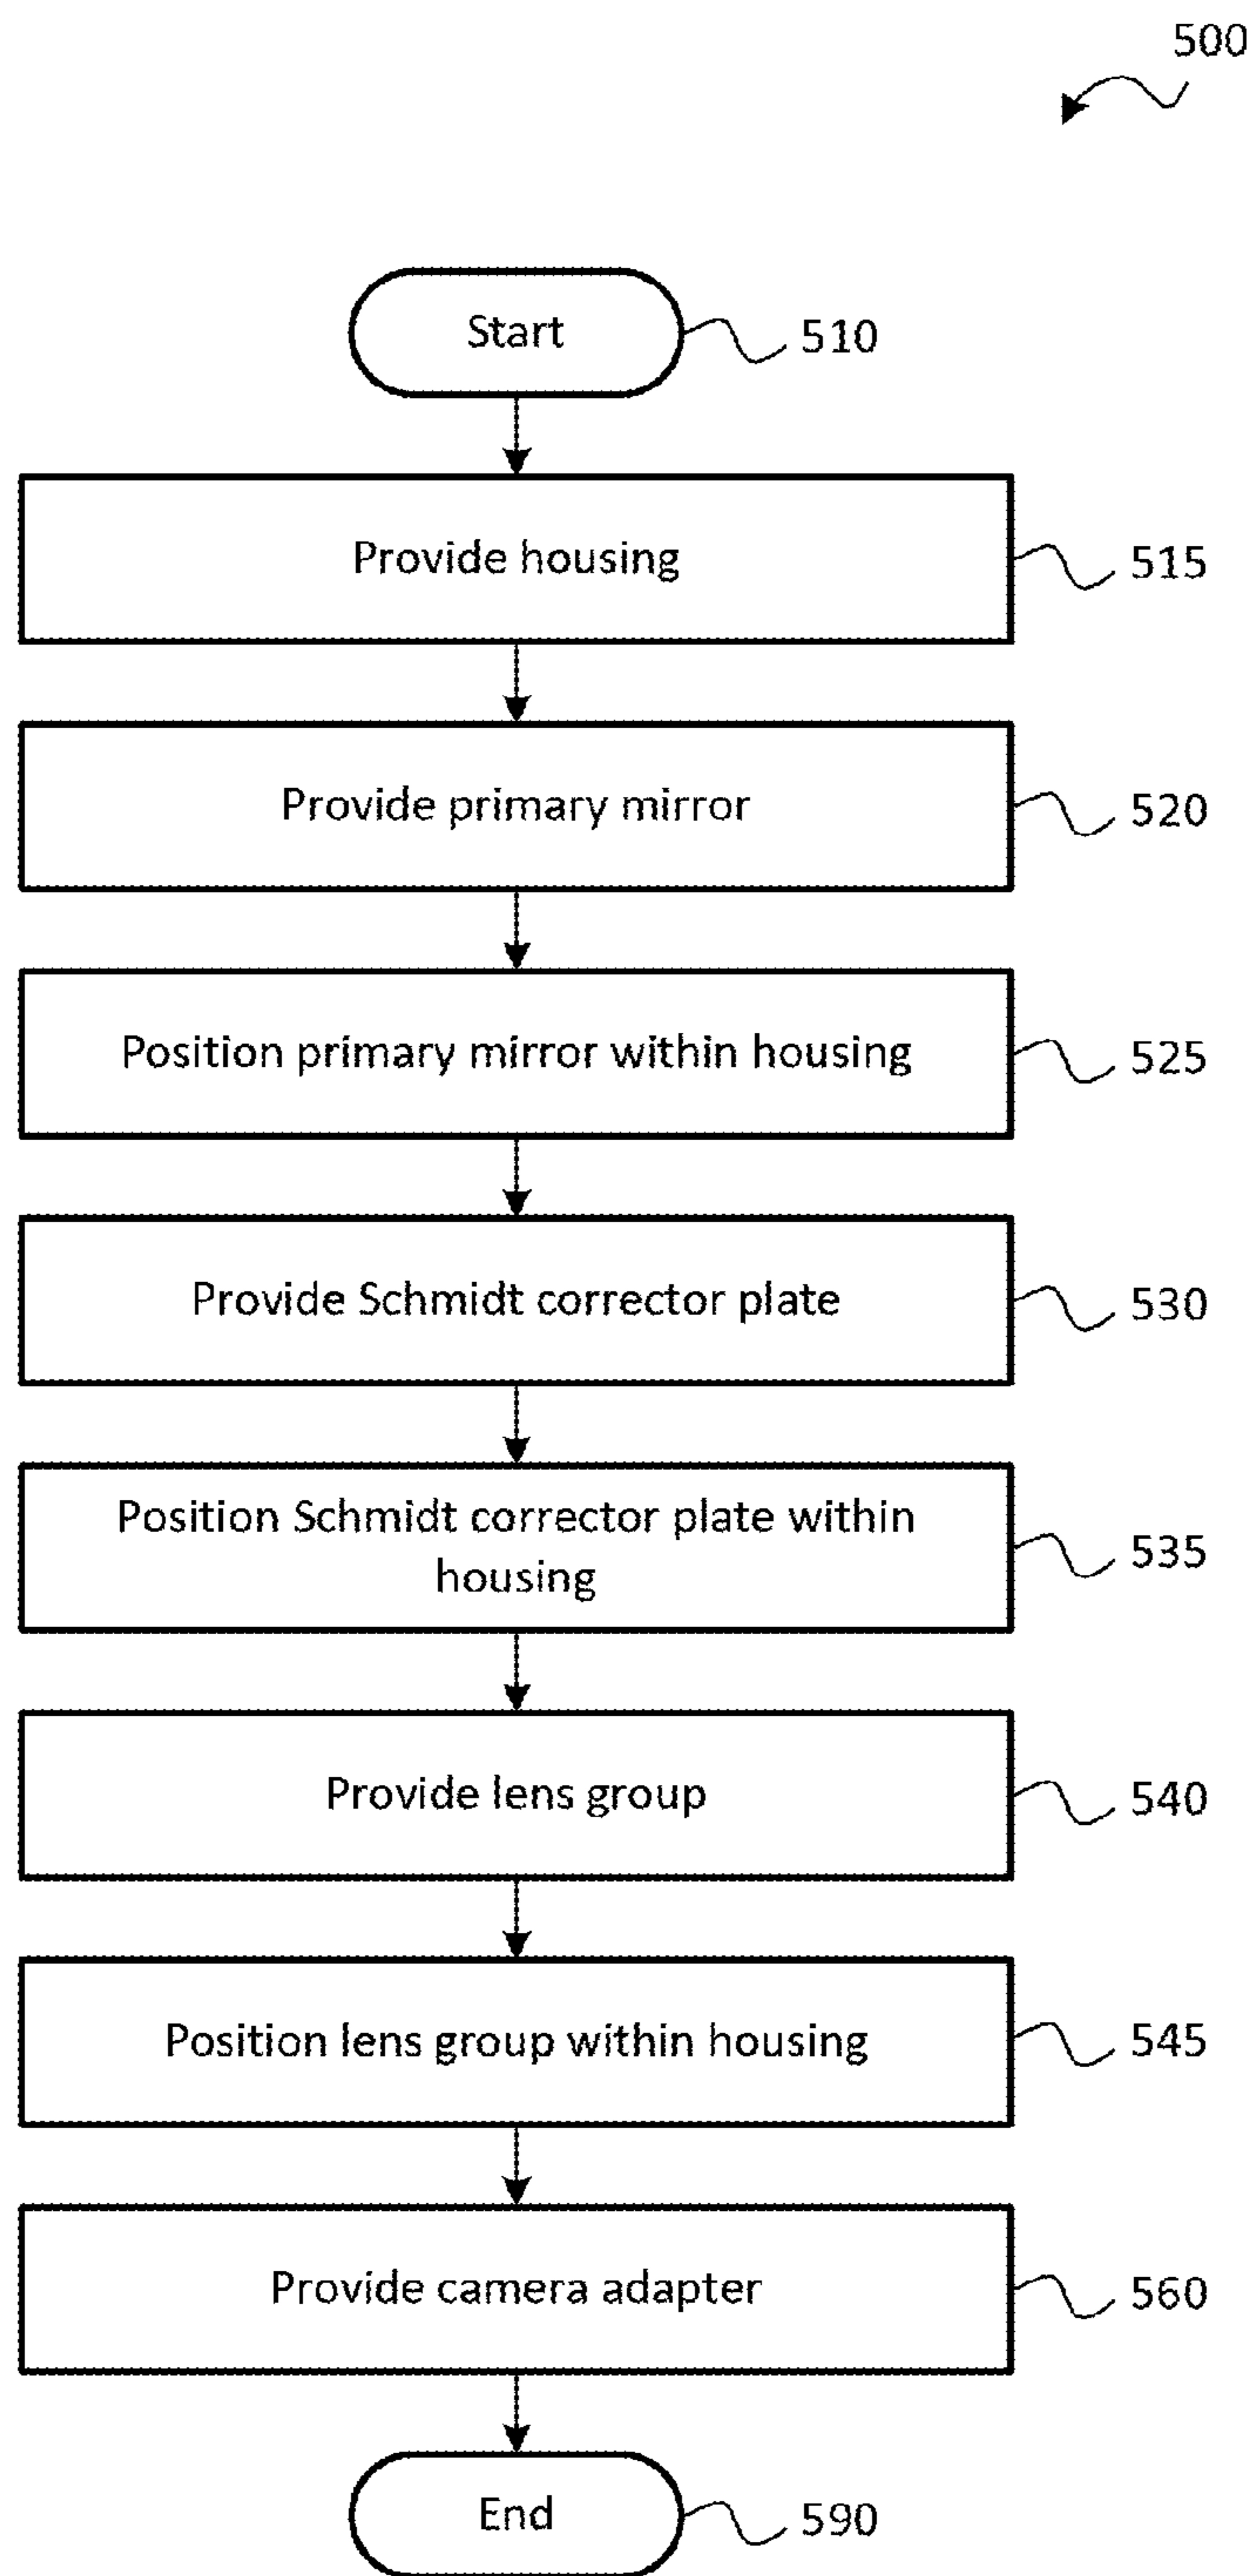 500
Start
510
Provide housing
515
Provide primary mirror
520
Position primary mirror within housing
525
Provide Schmidt corrector plate
530
Position Schmidt corrector plate within
housing
535
Provide lens group
540
Position lens group within housing
545
Provide camera adapter
560
End
590